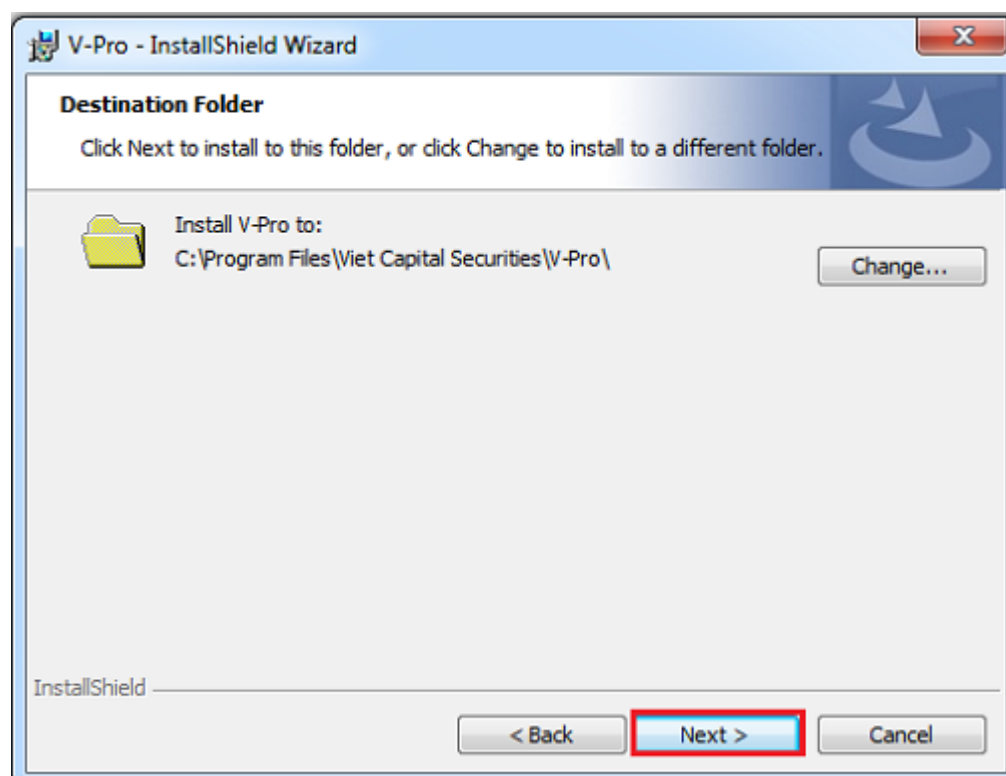 V-Pro - InstallShield Wizard
Destination Folder
Click Next to install to this folder, or click Change to install to a different folder.
Install V-Pro to:
C:\Program Files\Viet Capital Securities\V-Pro\
Change...
InstallShield
< Back
Next >
Cancel